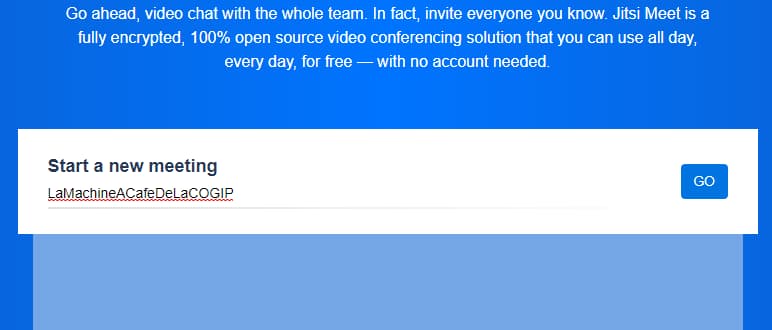 Go ahead, video chat with the whole team. In fact, invite everyone you know. Jitsi Meet is a
fully encrypted, 100% open source video conferencing solution that you can use all day,
every day, for free — with no account needed.
Start a new meeting
LaMachineACafeDeLaCOGIP
GO